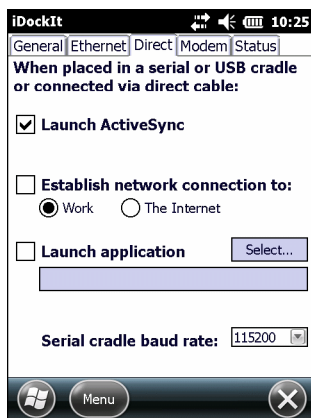 iDockIt 10:25
General Ethernet Direct Modem Status
When placed in a serial or USB cradle
or connected via direct cable:
Launch ActiveSync
Establish network connection to:
Work The Internet
Launch application Select...
Serial cradle baud rate: 115200
Menu